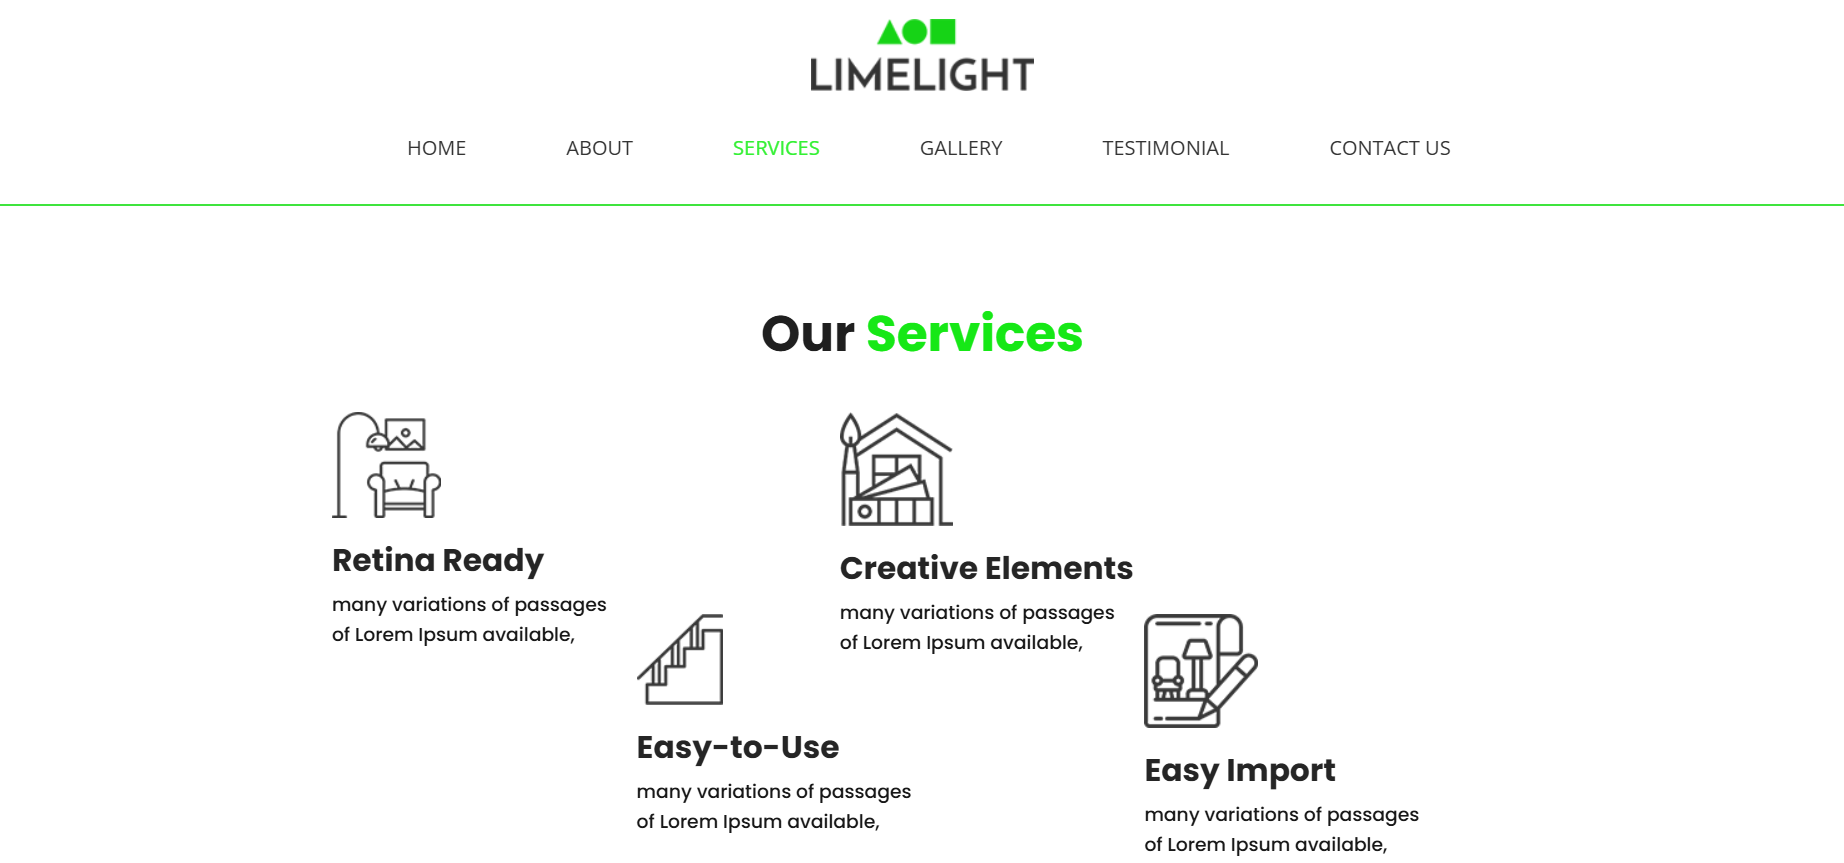 LIMELIGHT
HOME
ABOUT
SERVICES
GALLERY
TESTIMONIAL
CONTACT US
Our Services
Retina Ready
many variations of passages
of Lorem Ipsum available,
Easy-to-Use
many variations of passages
of Lorem Ipsum available,
Creative Elements
many variations of passages
of Lorem Ipsum available,
Easy Import
many variations of passages
of Lorem Ipsum available,